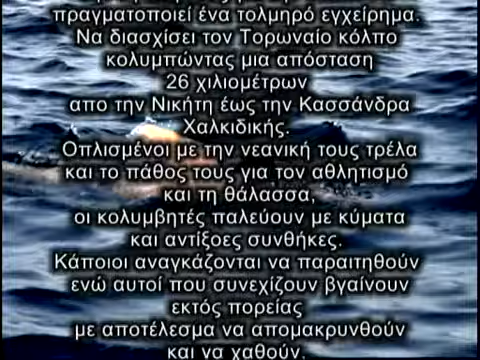 πραγματοποιεί ένα τολμηρό εγχείρημα.
Να διασχίσει τον Τορωναίο κόλπο
κολυμπώντας μια απόσταση
26 χιλιομέτρων
απο την Νικήτη έως την Κασσάνδρα
Χαλκιδικής.
Οπλισμένοι με την νεανική τους τρέλα
και το πάθος τους για τον αθλητισμό
και τη θάλασσα,
οι κολυμβητές παλεύουν με κύματα
και αντίξοες συνθήκες.
Κάποιοι αναγκάζονται να παραιτηθούν
ενώ αυτοί που συνεχίζουν βγαίνουν
εκτός πορείας
με αποτέλεσμα να απομακρυνθούν
και να χαθούν.